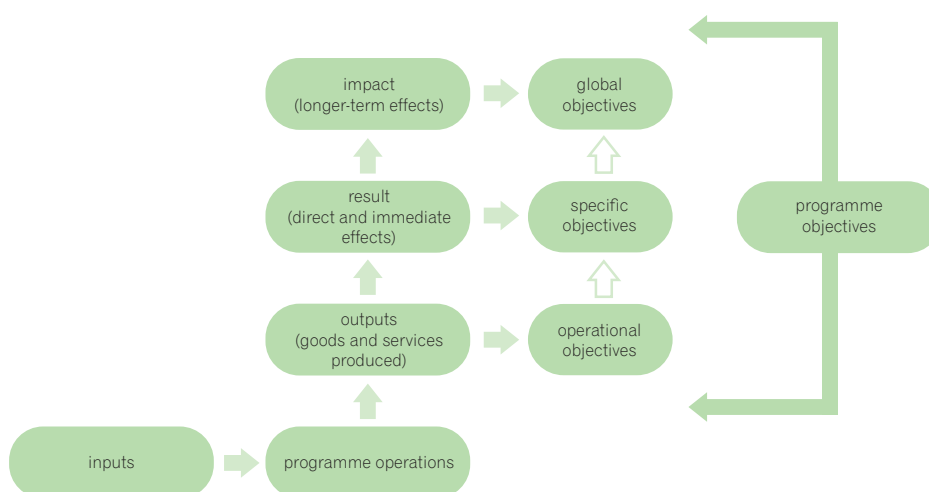 impact
(longer-term effects)
global
objectives
result
(direct and immediate
effects)
specific
objectives
programme
objectives
outputs
(goods and services
produced)
operational
objectives
inputs
programme operations